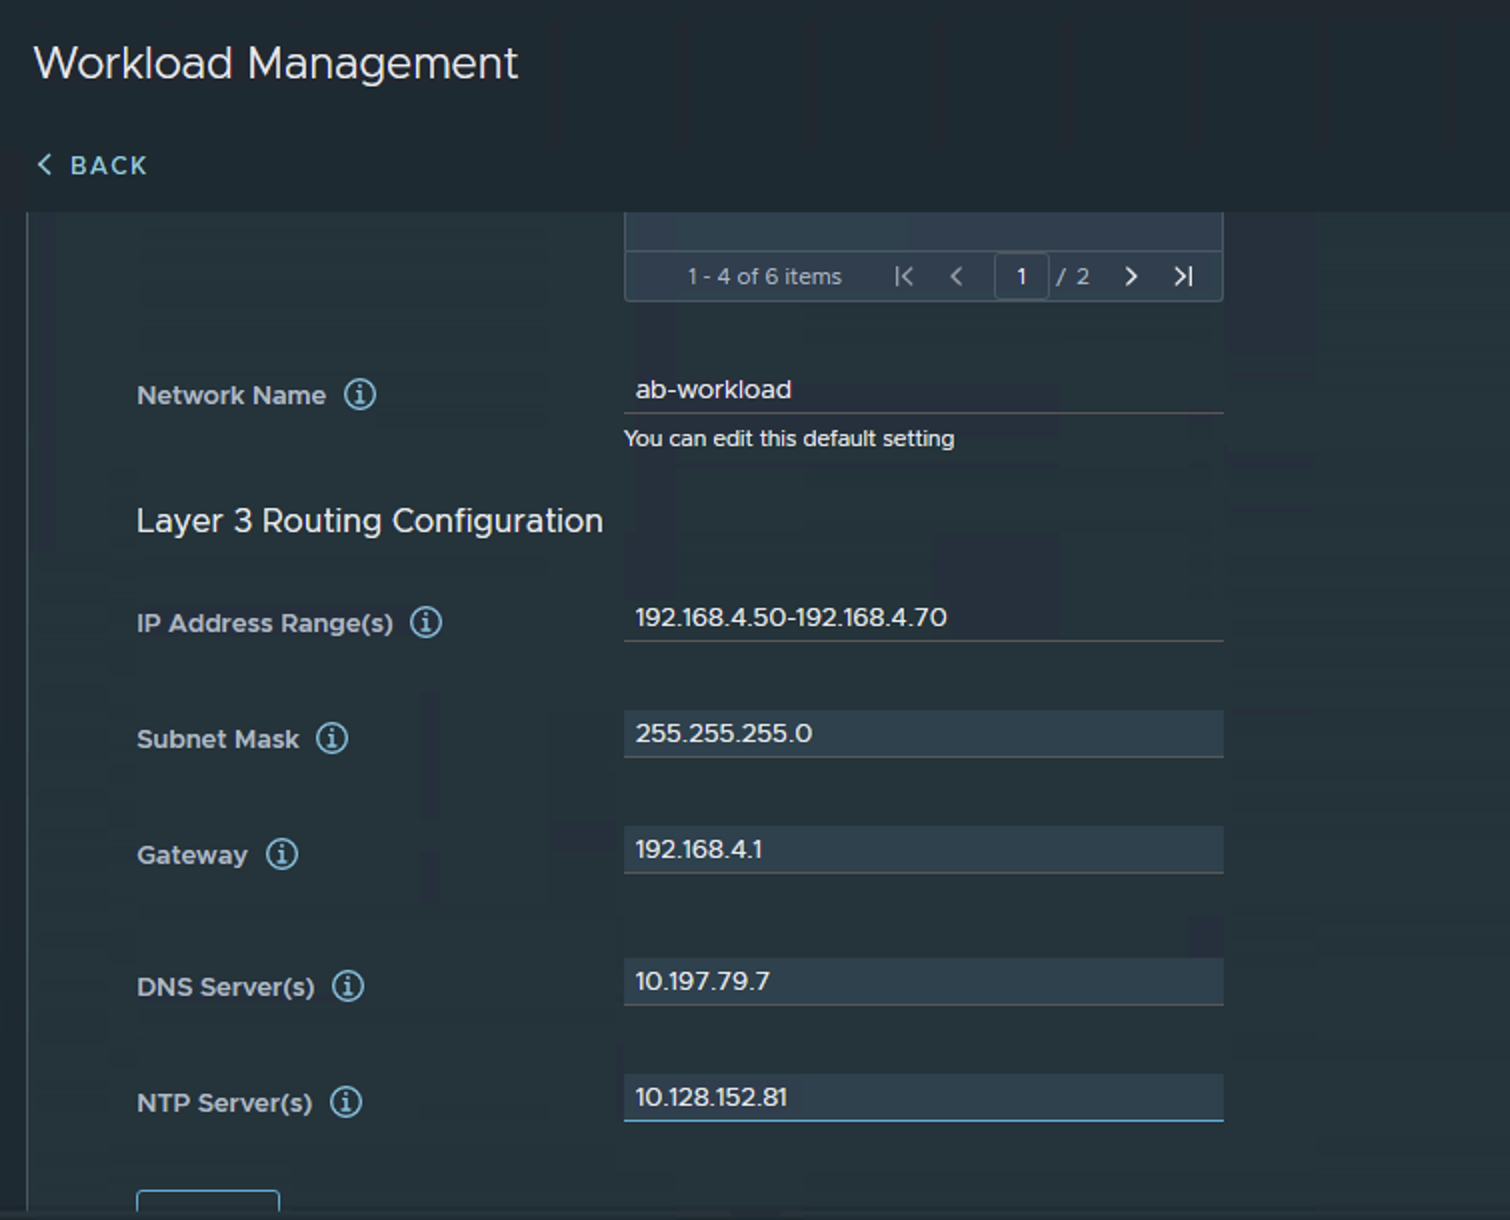 Workload Management
BACK
1 - 4 of 6 items 1 / 2
Network Name ab-workload
You can edit this default setting
Layer 3 Routing Configuration
IP Address Range(s) 192.168.4.50-192.168.4.70
Subnet Mask 255.255.255.0
Gateway 192.168.4.1
DNS Server(s) 10.197.79.7
NTP Server(s) 10.128.152.81